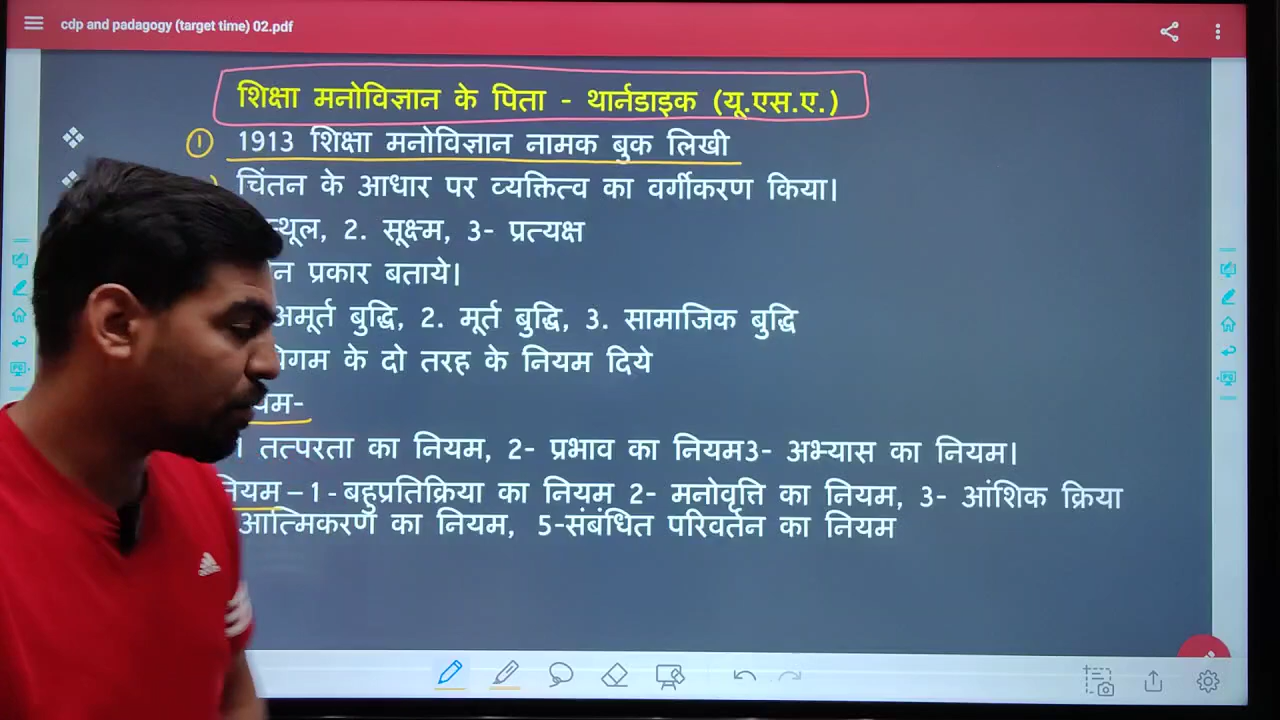 cdp and padagogy (target time) 02.pdf
शिक्षा मनोविज्ञान के पिता - थार्नडाइक (यू.एस.ए.)
① 1913 शिक्षा मनोविज्ञान नामक बुक लिखी
चिंतन के आधार पर व्यक्तित्व का वर्गीकरण किया।
2. सूक्ष्म, 3- प्रत्यक्ष
प्रकार बताये।
अमूर्त बुद्धि, 2. मूर्त बुद्धि, 3. सामाजिक बुद्धि
के दो तरह के नियम दिये
तत्परता का नियम, 2- प्रभाव का नियम3- अभ्यास का नियम।
नियम – 1 - बहुप्रतिक्रिया का नियम 2- मनोवृत्ति का नियम, 3- आंशिक क्रिया
आत्मिकरण का नियम, 5-संबंधित परिवर्तन का नियम